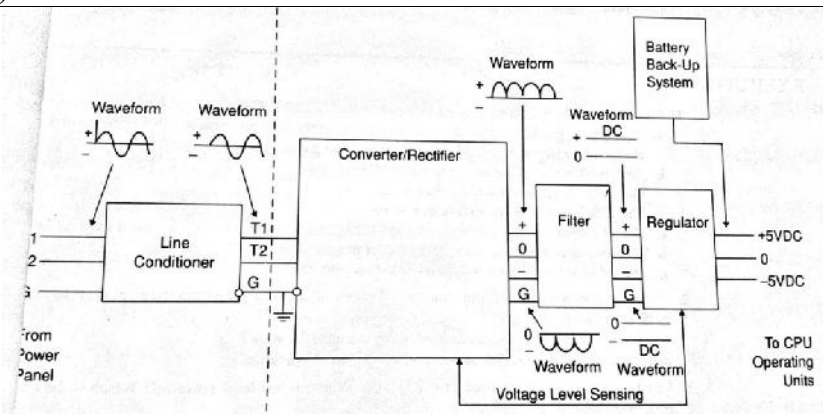 Battery
Back-Up
System
Waveform
+
−
Waveform
DC
+
0
Waveform
+
−
Waveform
−
Converter/Rectifier
Line
Conditioner
T1
T2
G
+
0
−
G
Filter
+
0
−
G
Regulator
+5VDC
0
−5VDC
1
2
G
0
−
Waveform
0
−
DC
Waveform
From
Power
Panel
To CPU
Operating
Units
Voltage Level Sensing